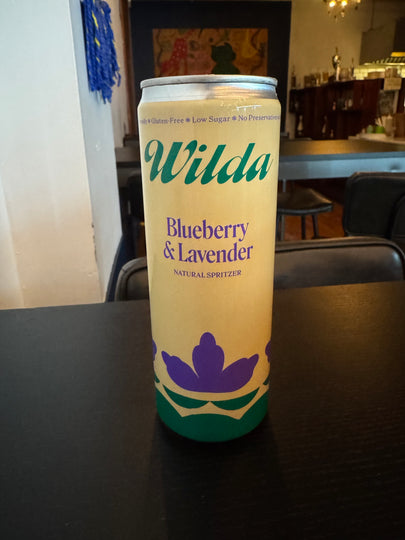 Gluten-Free * Low Sugar * No Preservatives
Wilda
Blueberry
& Lavender
NATURAL SPRITZER